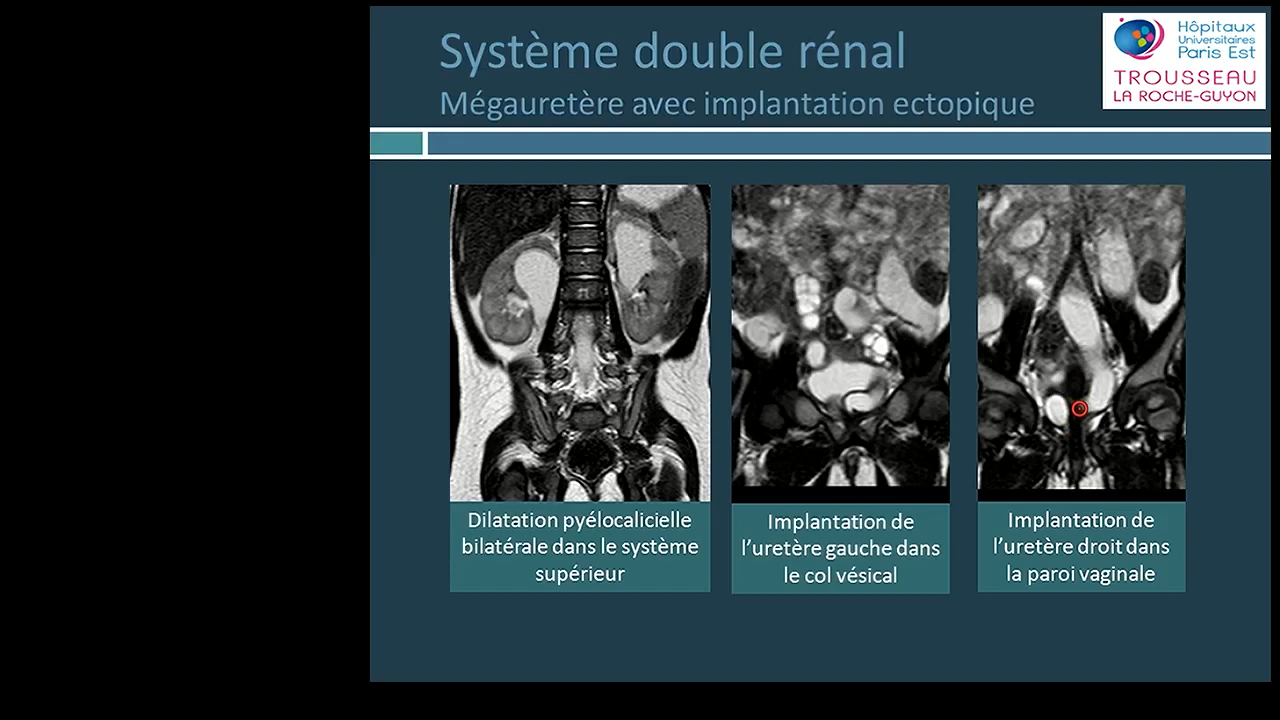 Système double rénal
Mégauretère avec implantation ectopique
Hôpitaux
Universitaires
Paris Est
TROUSSEAU
LA ROCHE-GUYON
Dilatation pyélocalicielle
bilatérale dans le système
supérieur
Implantation de
l’uretère gauche dans
le col vésical
Implantation de
l’uretère droit dans
la paroi vaginale